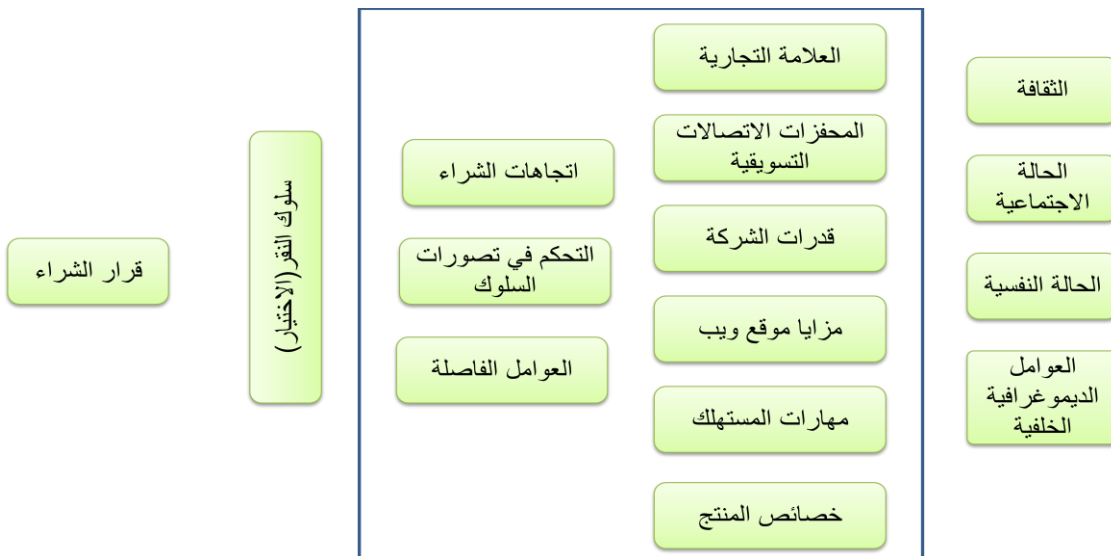 الثقافة
الحالة
الاجتماعية
الحالة النفسية
العوامل
الديموغرافية
الخلفية
العلامة التجارية
المحفزات الاتصالات
التسويقية
قدرات الشركة
مزايا موقع ويب
مهارات المستهلك
خصائص المنتج
اتجاهات الشراء
التحكم في تصورات
السلوك
العوامل الفاصلة
سلوك النقر(الاختيار)
قرار الشراء